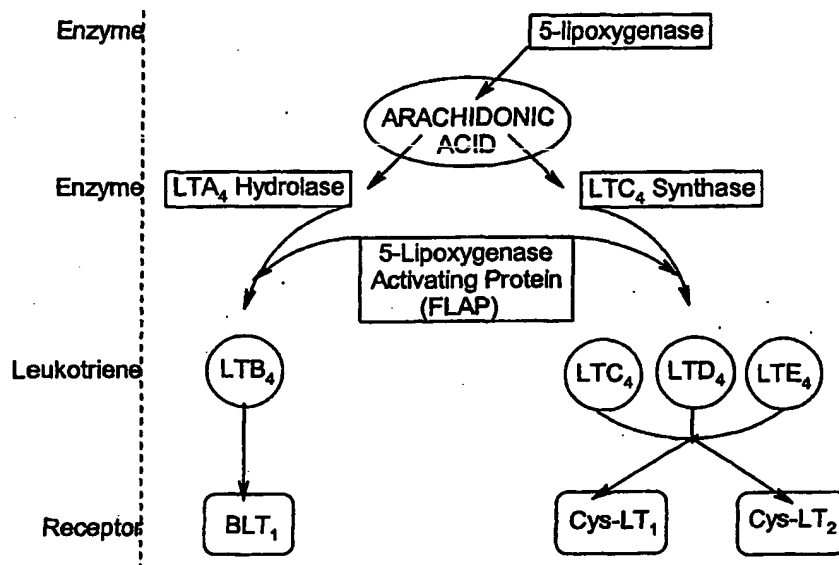 Enzyme
5-lipoxygenase
ARACHIDONIC
ACID
Enzyme
LTA₄ Hydrolase
LTC₄ Synthase
5-Lipoxygenase
Activating Protein
(FLAP)
Leukotriene
LTB₄
LTC₄
LTD₄
LTE₄
Receptor
BLT₁
Cys-LT₁
Cys-LT₂